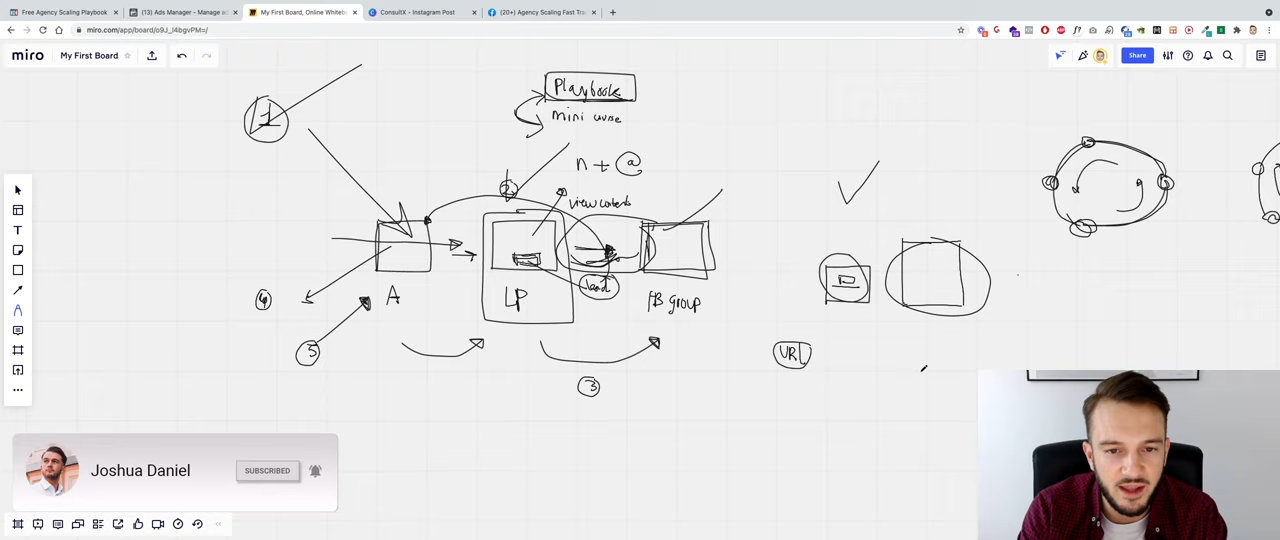 Free Agency Scaling Playbook
(13) Ads Manager - Manage ad
My First Board, Online Whitebo
ConsultX - Instagram Post
(20+) Agency Scaling Fast Tra
miro.com/app/board/o9J_l4bgvPM=/
miro
My First Board
Share
1
Playbook
mini course
n + @
2
view contents
lead
A
LP
FB group
4
5
3
URL
Joshua Daniel
SUBSCRIBED